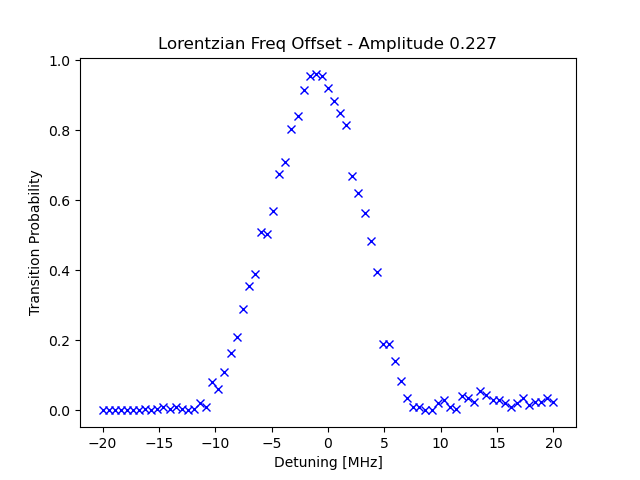 Lorentzian Freq Offset - Amplitude 0.227
1.0
0.8
0.6
0.4
0.2
0.0
Transition Probability
−20 −15 −10 −5 0 5 10 15 20
Detuning [MHz]